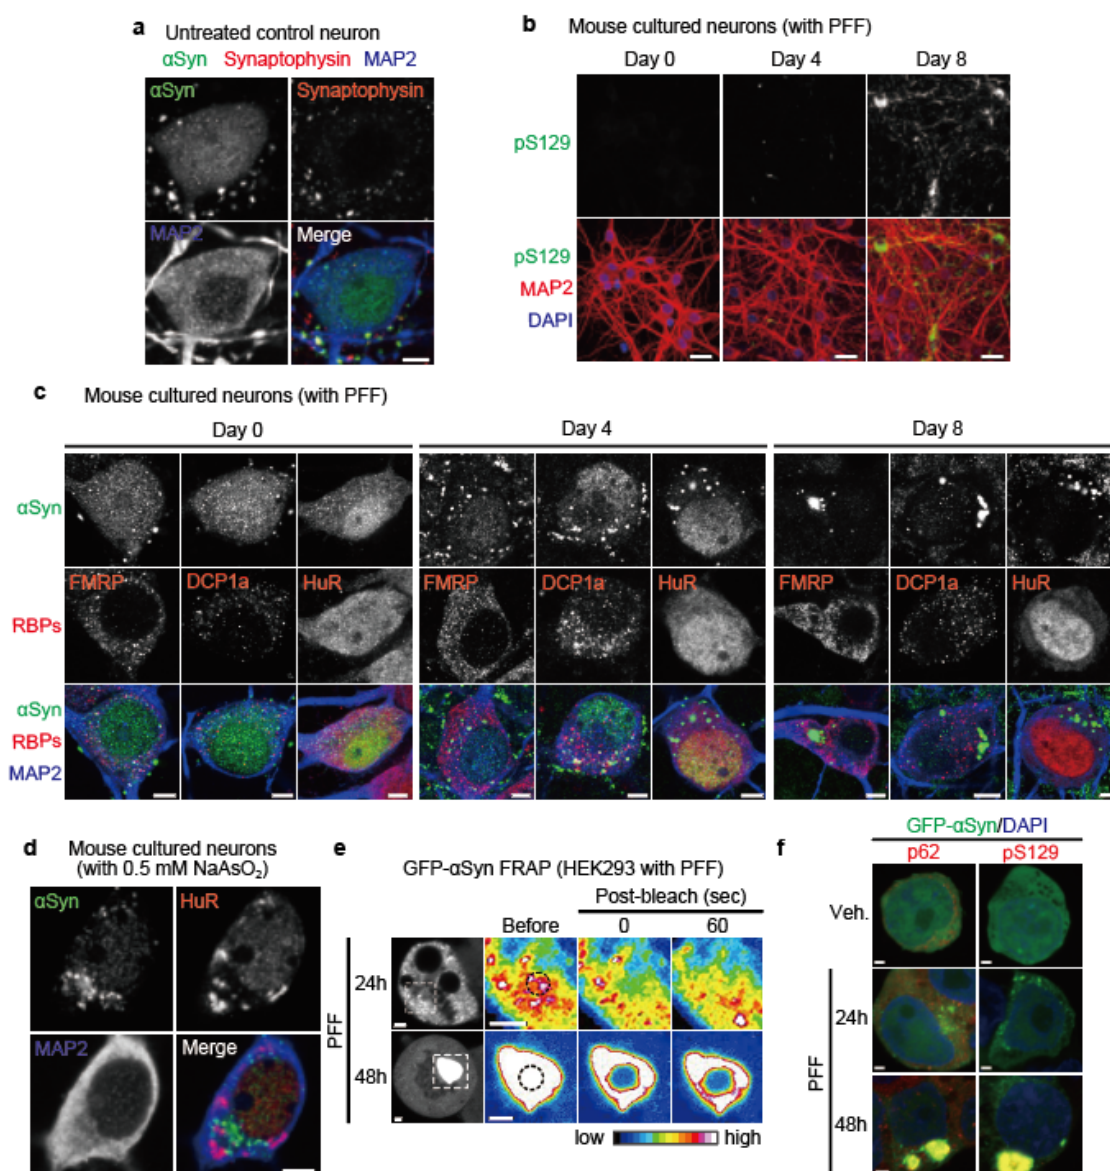 a Untreated control neuron
αSyn Synaptophysin MAP2
αSyn Synaptophysin
MAP2 Merge
b Mouse cultured neurons (with PFF)
Day 0 Day 4 Day 8
pS129
pS129
MAP2
DAPI
c Mouse cultured neurons (with PFF)
Day 0 Day 4 Day 8
αSyn
RBPs
FMRP DCP1a HuR FMRP DCP1a HuR FMRP DCP1a HuR
αSyn
RBPs
MAP2
d Mouse cultured neurons
(with 0.5 mM NaAsO₂)
αSyn HuR
MAP2 Merge
e GFP-αSyn FRAP (HEK293 with PFF)
Post-bleach (sec)
Before 0 60
PFF
24h
48h
low high
f GFP-αSyn/DAPI
p62 pS129
Veh.
PFF
24h
48h